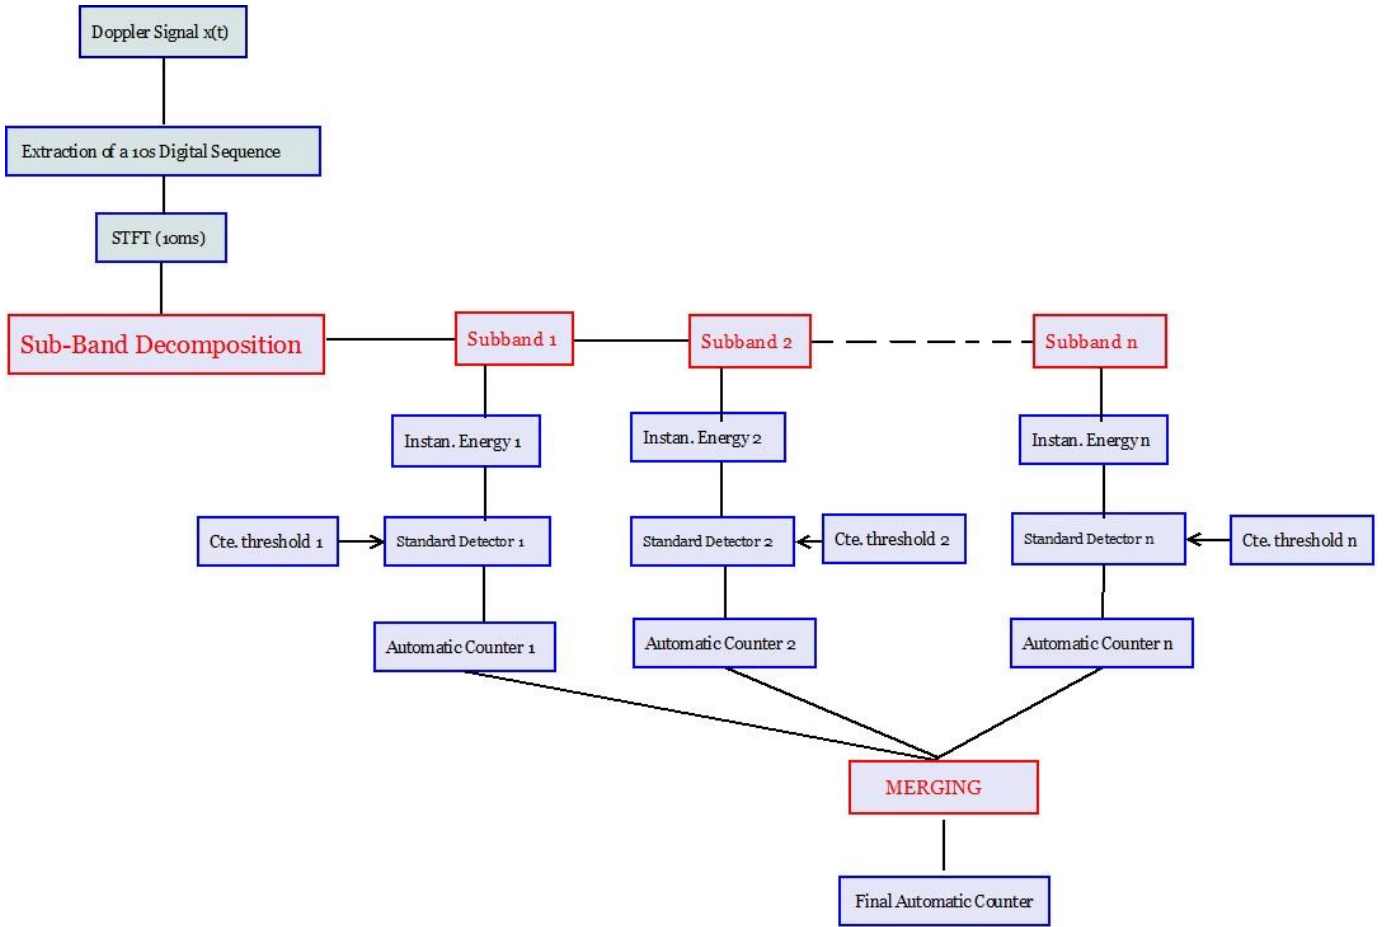 Doppler Signal x(t)
Extraction of a 10s Digital Sequence
STFT (10ms)
Sub-Band Decomposition
Subband 1
Subband 2
Subband n
Instan. Energy 1
Instan. Energy 2
Instan. Energy n
Cte. threshold 1
Standard Detector 1
Standard Detector 2
Cte. threshold 2
Standard Detector n
Cte. threshold n
Automatic Counter 1
Automatic Counter 2
Automatic Counter n
MERGING
Final Automatic Counter